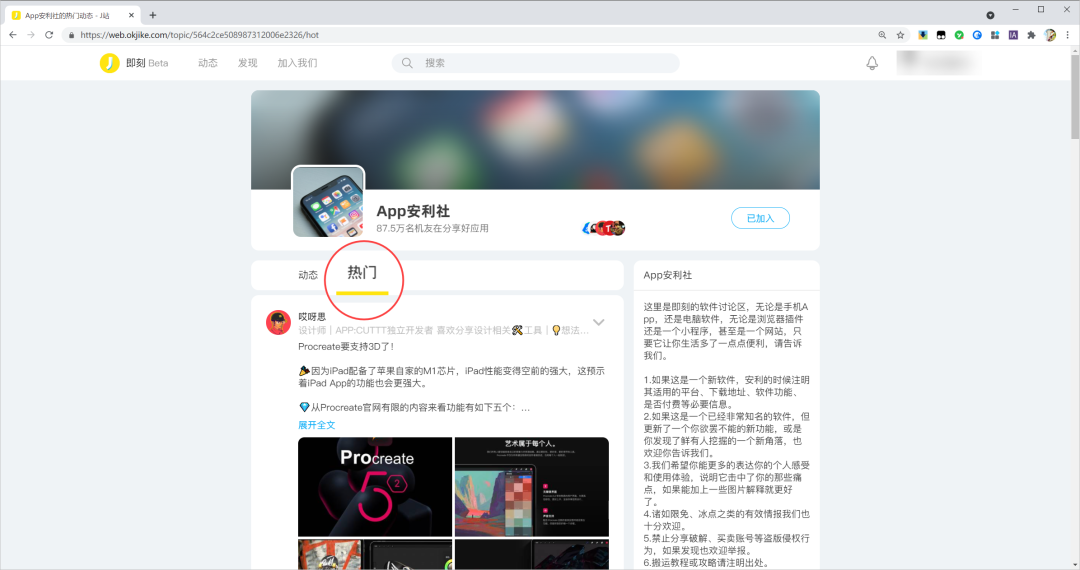 App安利社的热门动态 - J站
https://web.okjike.com/topic/564c2ce508987312006e2326/hot
即刻 Beta
动态
发现
加入我们
搜索
App安利社
87.5万名机友在分享好应用
已加入
动态
热门
哎呀思
设计师 | APP:CUTTT独立开发者 喜欢分享设计相关🛠工具 | 💡想法...
Procreate要支持3D了!
🎉因为iPad配备了苹果自家的M1芯片，iPad性能变得空前的强大，这预示
着iPad App的功能也会更强大。
💎从Procreate官网有限的内容来看功能有如下五个：...
展开全文
Procreate
5
2
艺术属于每个人。
App安利社
这里是即刻的软件讨论区，无论是手机A
pp，还是电脑软件，无论是浏览器插件
还是一个小程序，甚至是一个网站，只
要它让你生活多了一点点便利，请告诉
我们。
1.如果这是一个新软件，安利的时候注明
其适用的平台、下载地址、软件功能、
是否付费等必要信息。
2.如果这是一个已经非常知名的软件，但
更新了一个你欲罢不能的新功能，或是
你发现了鲜有人挖掘的一个新角落，也
欢迎你告诉我们。
3.我们希望你能更多的表达你的个人感受
和使用体验，说明它击中了你的那些痛
点，如果能加上一些图片解释就更好
了。
4.诸如限免、冰点之类的有效情报我们也
十分欢迎。
5.禁止分享破解、买卖账号等盗版侵权行
为，如果发现也欢迎举报。
6.搬运教程或攻略请注明出处。